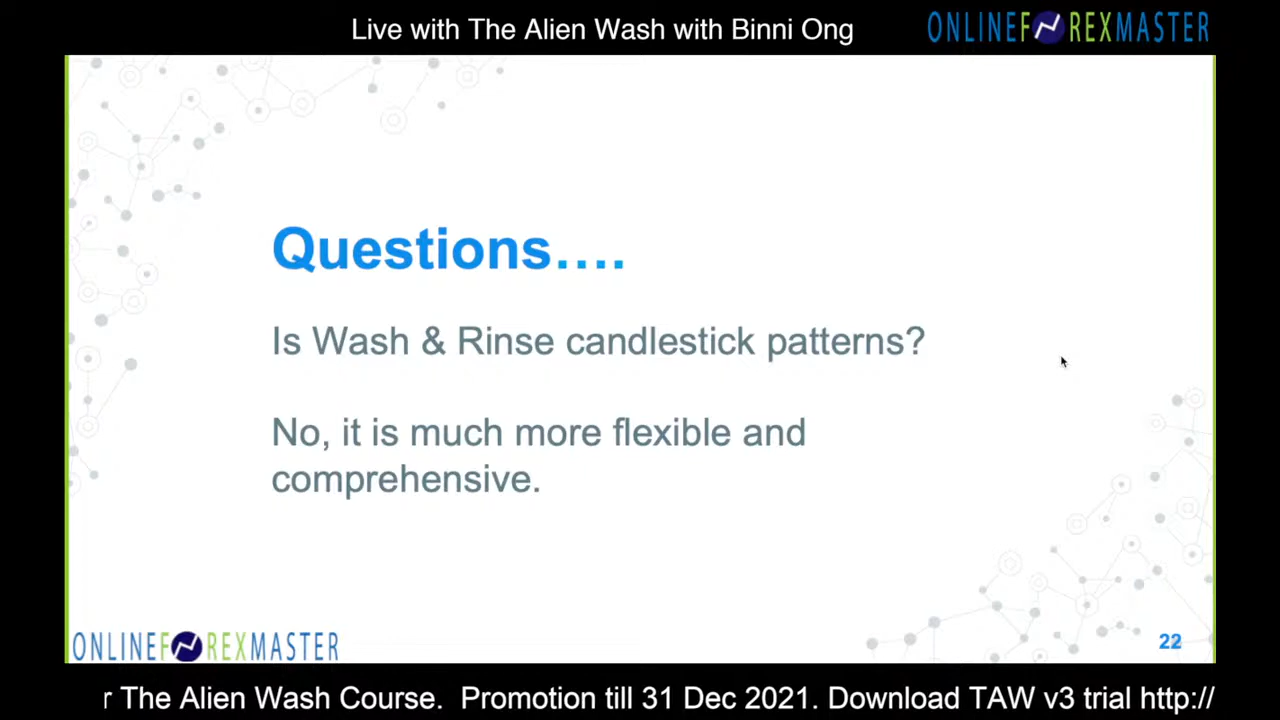 Live with The Alien Wash with Binni Ong
ONLINEFOREXMASTER
Questions....
Is Wash & Rinse candlestick patterns?
No, it is much more flexible and
comprehensive.
ONLINEFOREXMASTER
22
r The Alien Wash Course.  Promotion till 31 Dec 2021. Download TAW v3 trial http://